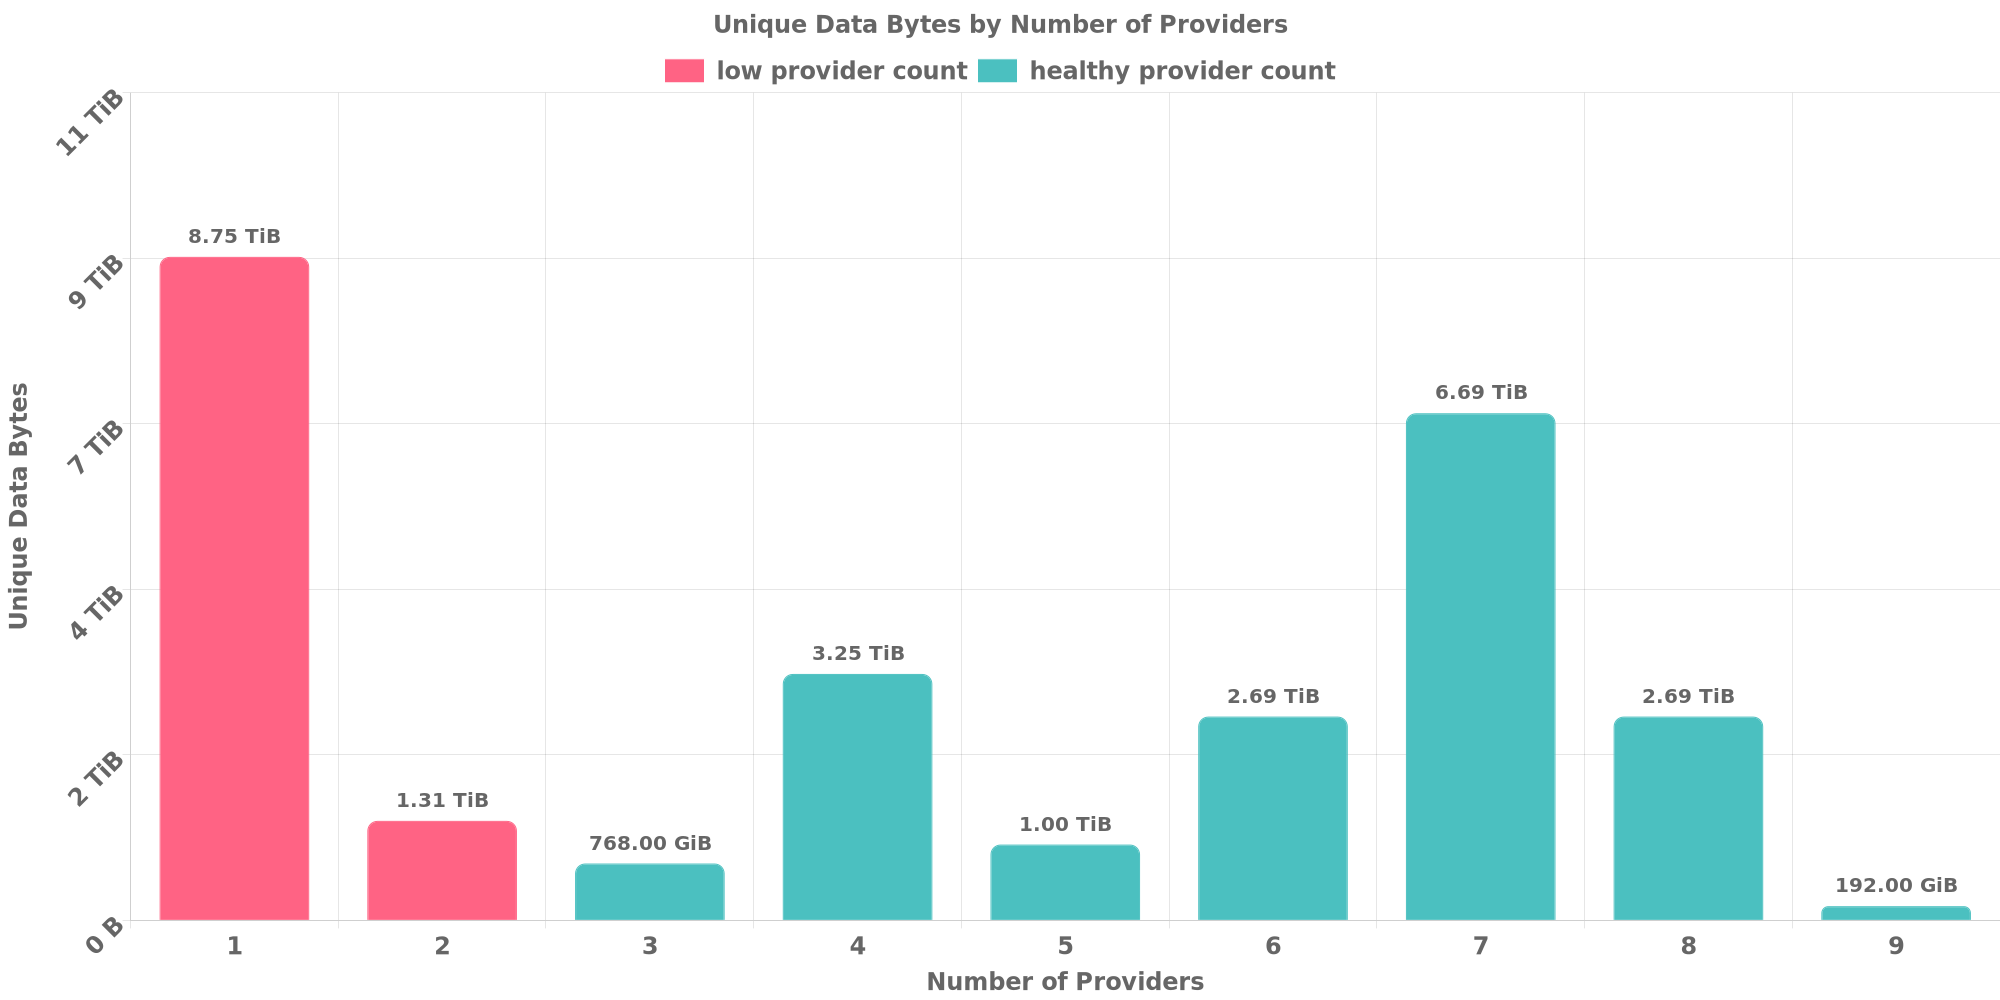 Unique Data Bytes by Number of Providers
low provider count healthy provider count
11 TiB
9 TiB
7 TiB
4 TiB
2 TiB
0 B
Unique Data Bytes
8.75 TiB
1.31 TiB
768.00 GiB
3.25 TiB
1.00 TiB
2.69 TiB
6.69 TiB
2.69 TiB
192.00 GiB
1 2 3 4 5 6 7 8 9
Number of Providers